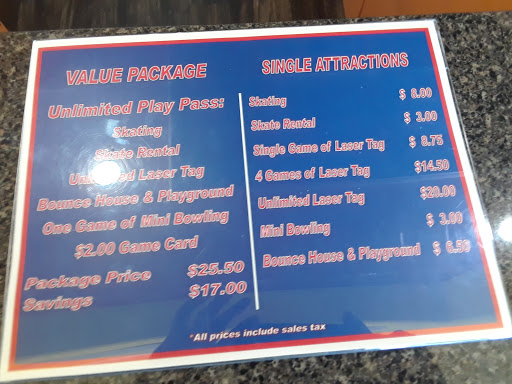 VALUE PACKAGE
Unlimited Play Pass:
Skating
Skate Rental
Unlimited Laser Tag
Bounce House & Playground
One Game of Mini Bowling
$2.00 Game Card
Package Price $25.50
Savings $17.00
SINGLE ATTRACTIONS
Skating $ 8.00
Skate Rental $ 3.00
Single Game of Laser Tag $
4 Games of Laser Tag $14.50
Unlimited Laser Tag $20.00
Mini Bowling $ 3.00
Bounce House & Playground $ 6.50
*All prices include sales tax